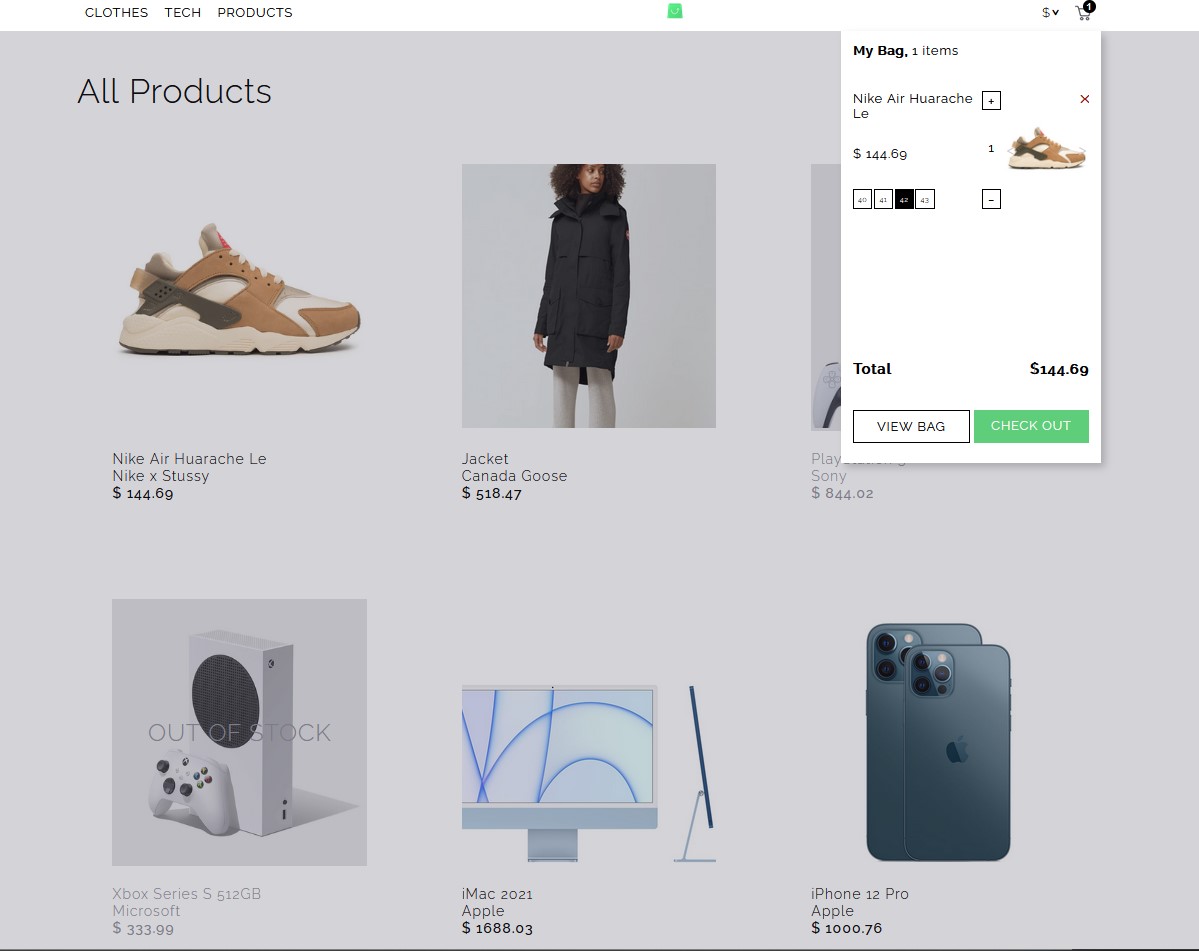 CLOTHES TECH PRODUCTS
$
1
My Bag, 1 items
All Products
Nike Air Huarache
Le
+
$ 144.69
1
40 41 42 43
-
Total $144.69
VIEW BAG CHECK OUT
Nike Air Huarache Le
Nike x Stussy
$ 144.69
Jacket
Canada Goose
$ 518.47
Sony
$ 844.02
OUT OF STOCK
Xbox Series S 512GB
Microsoft
$ 333.99
iMac 2021
Apple
$ 1688.03
iPhone 12 Pro
Apple
$ 1000.76